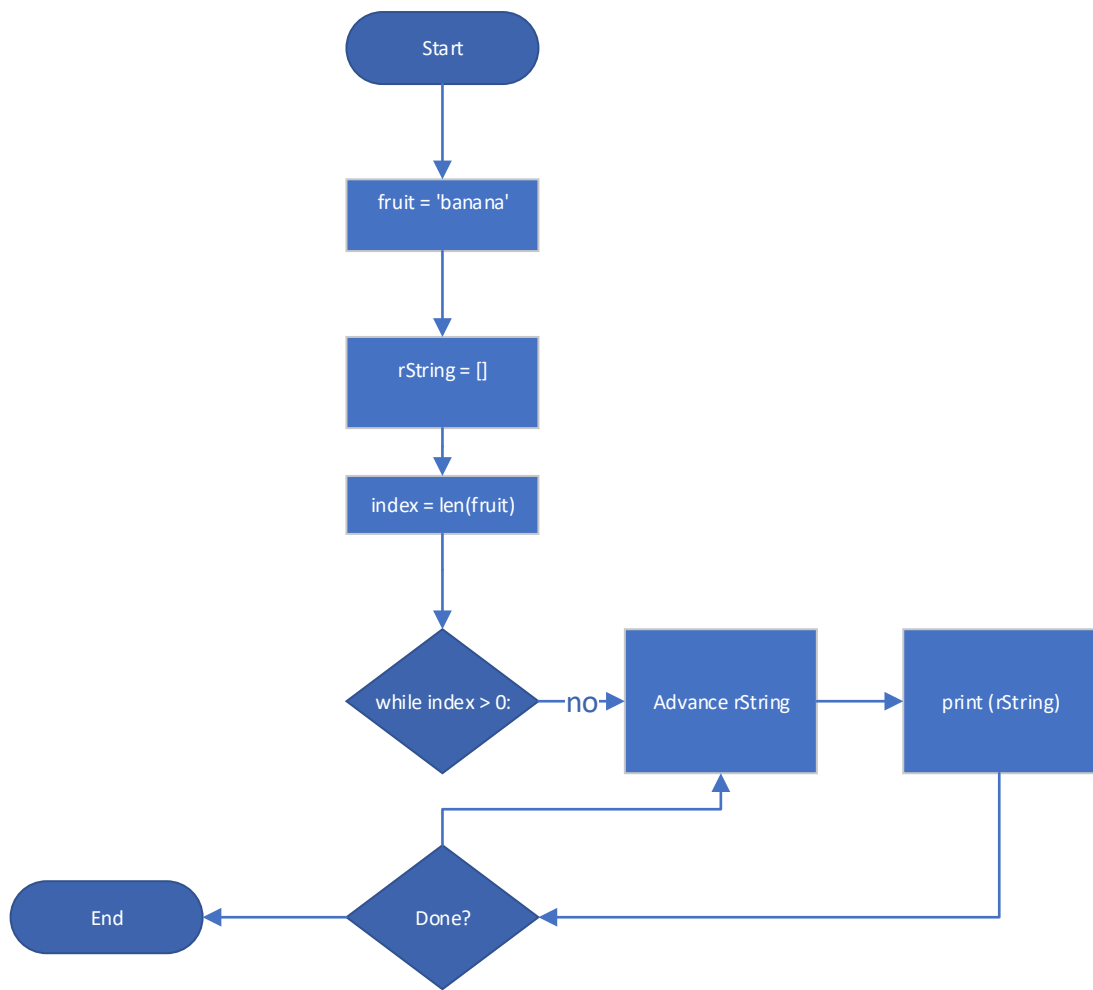 Start
fruit = 'banana'
rString = []
index = len(fruit)
while index > 0:
no
Advance rString
print (rString)
Done?
End